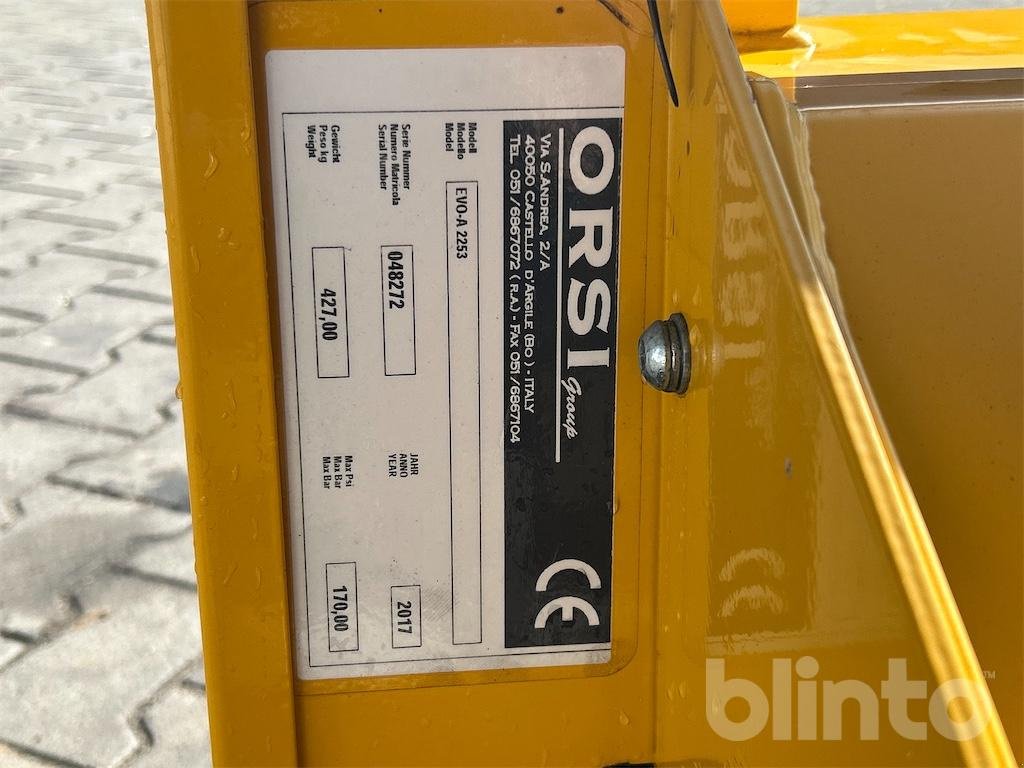 ORSI Group
VIA S.ANDREA, 2/A
40050 CASTELLO D'ARGILE (BO) - ITALY
TEL. 051/6867072 (R.A.) - FAX 051/6867104
CE
Modell
Modello
Model
EVO-A 2253
Serie Nummer
Numero Matricola
Serial Number
048272
JAHR
ANNO
YEAR
2017
Gewicht
Peso kg
Weight
427,00
Max Psi
Max Bar
Max Bar
170,00
blinto™